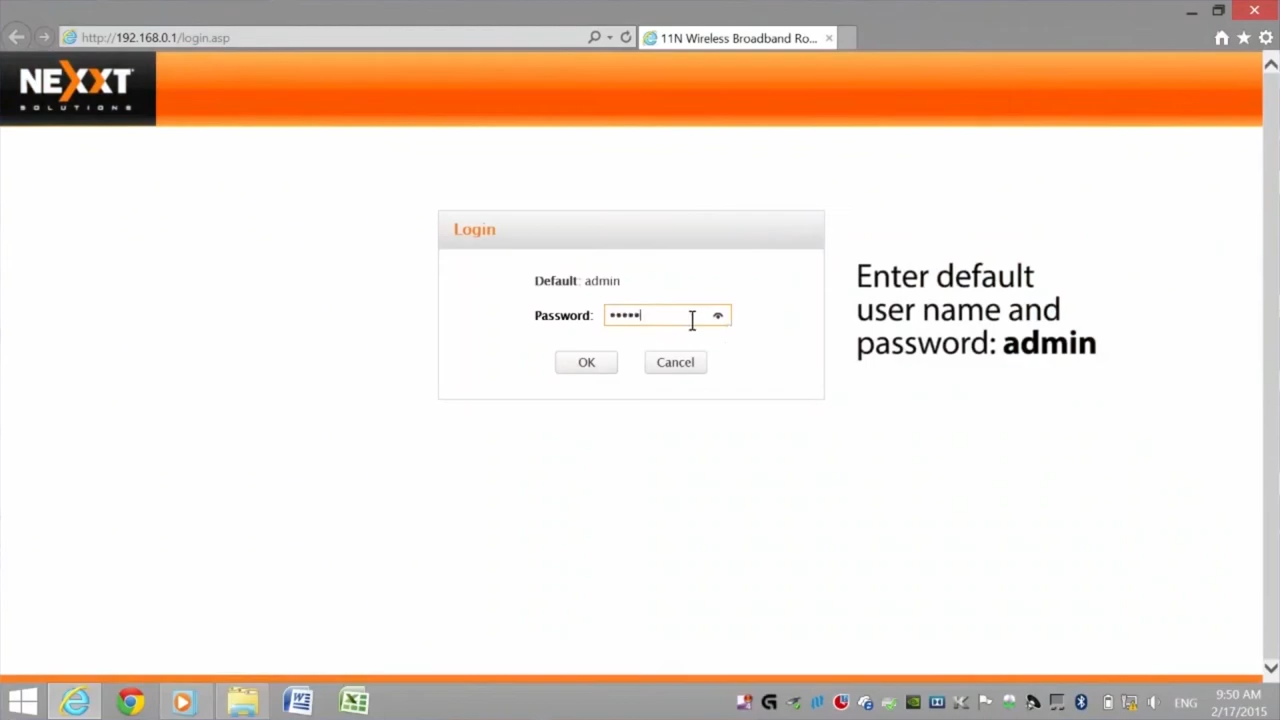 http://192.168.0.1/login.asp
11N Wireless Broadband Ro...
NEXXT
SOLUTIONS
Login
Default: admin
Password: •••••
OK
Cancel
Enter default
user name and
password: admin
ENG
9:50 AM
2/17/2015